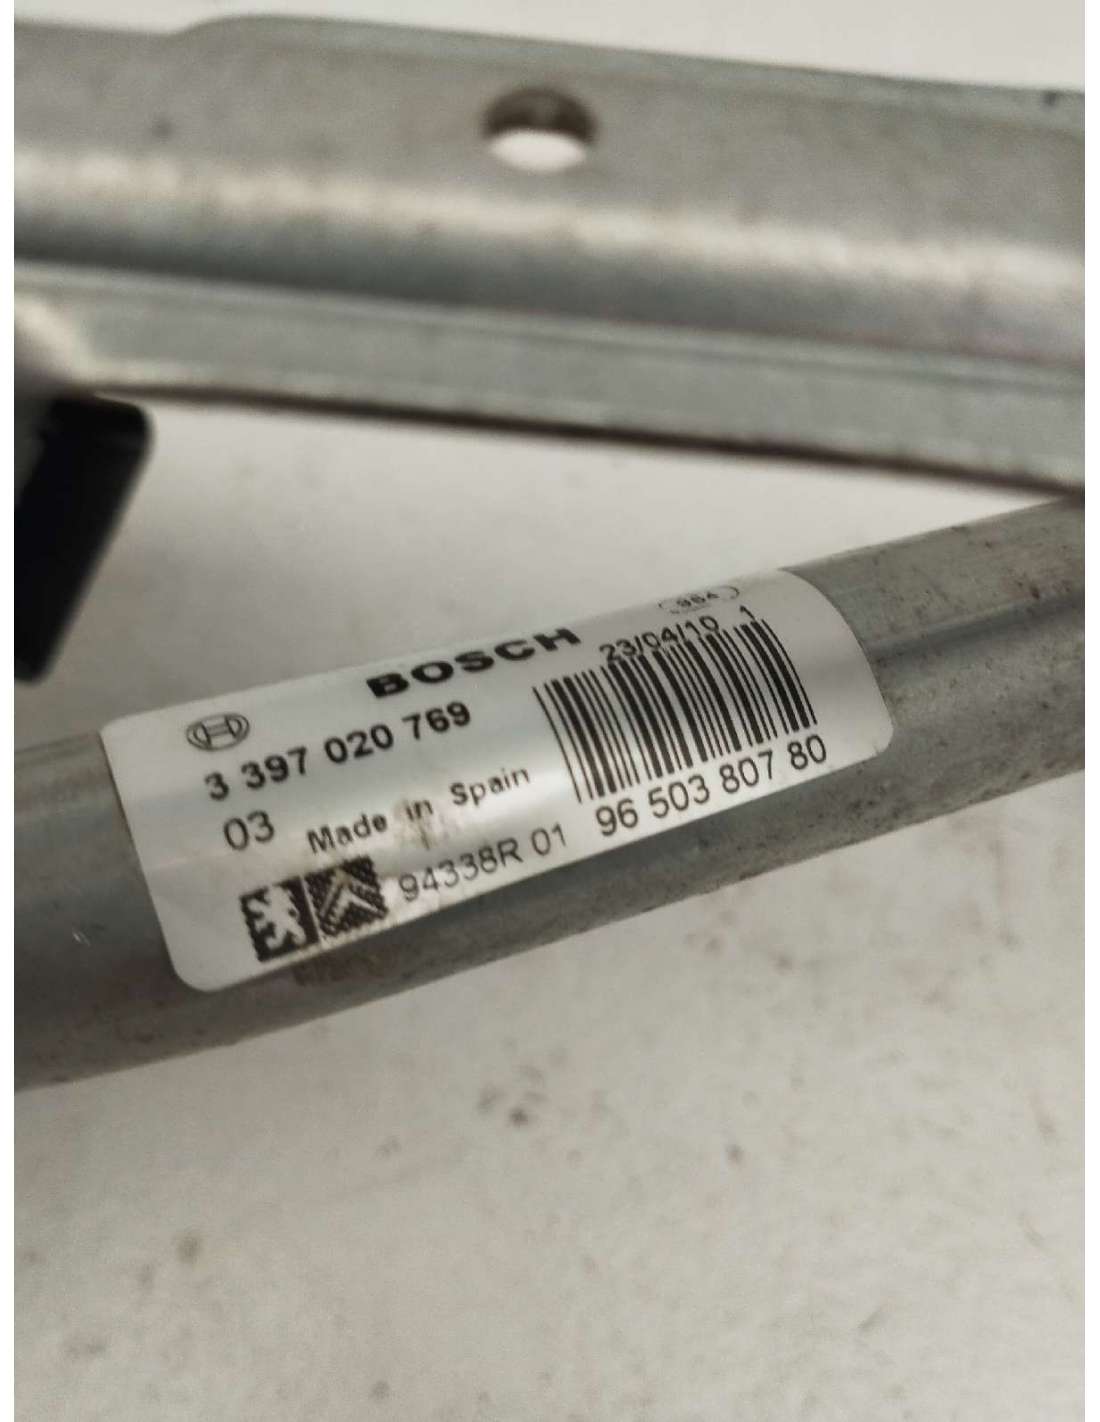 984
BOSCH
23/04/10 1
3 397 020 769
03 Made in Spain
94338R 01
96 503 807 80